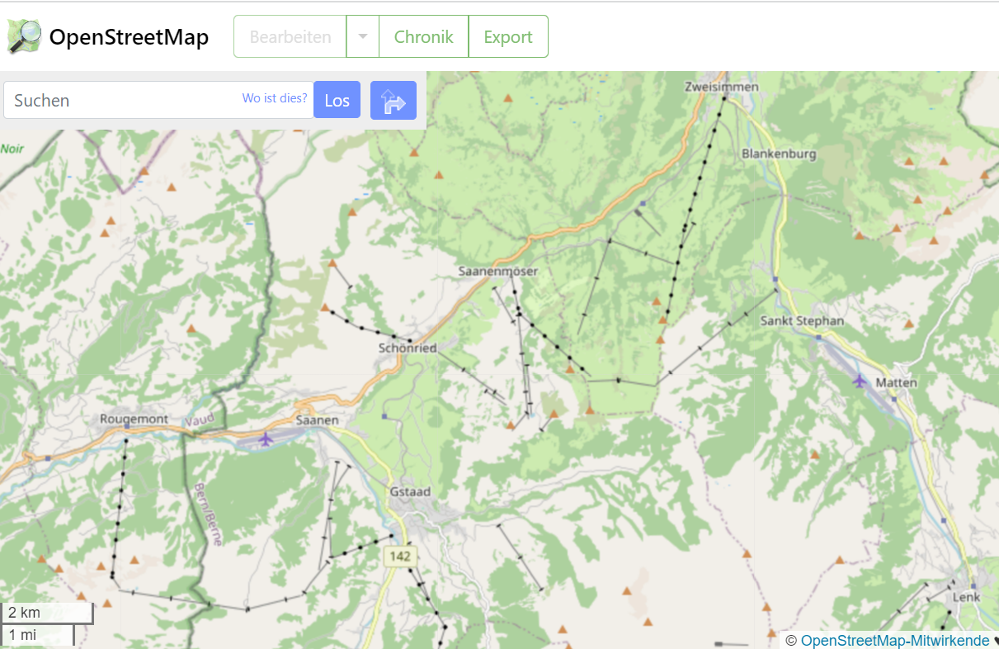 OpenStreetMap
Bearbeiten
Chronik
Export
Suchen
Wo ist dies?
Los
Zweisimmen
Noir
Blankenburg
Saanenmöser
Sankt Stephan
Schönried
Matten
Rougemont
Vaud
Saanen
Bern/Berne
Gstaad
142
Lenk
2 km
1 mi
© OpenStreetMap-Mitwirkende